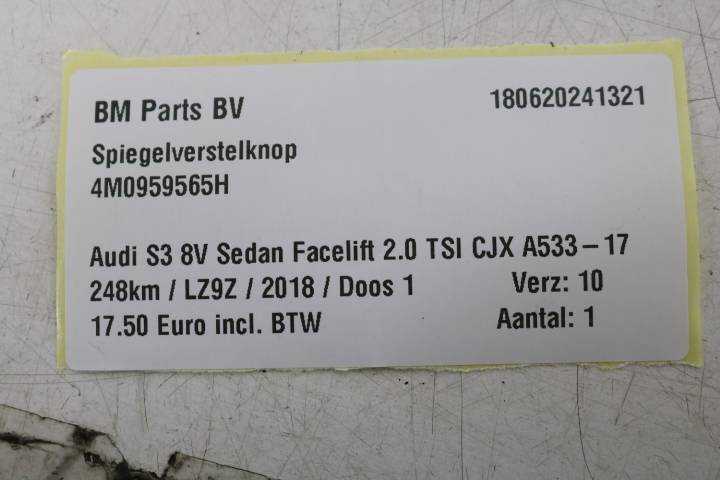 BM Parts BV 180620241321
Spiegelverstelknop
4M0959565H
Audi S3 8V Sedan Facelift 2.0 TSI CJX A533-17
248km / LZ9Z / 2018 / Doos 1 Verz: 10
17.50 Euro incl. BTW Aantal: 1